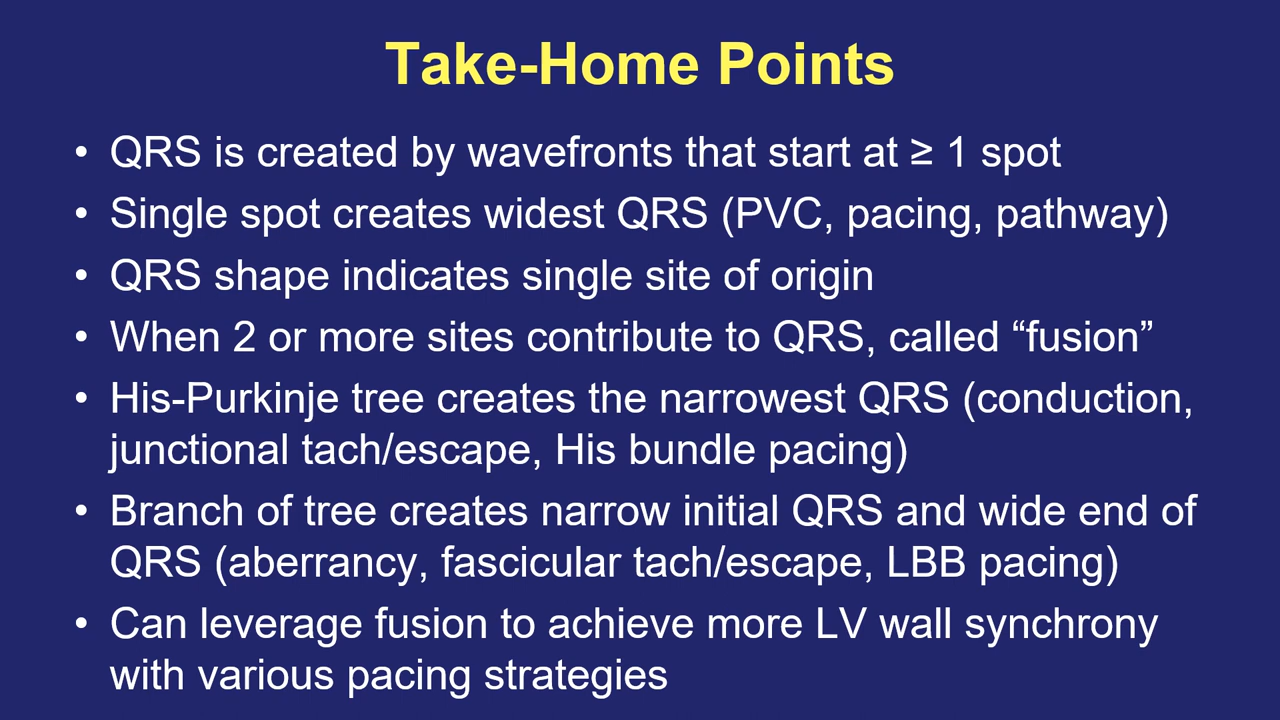 Take-Home Points
• QRS is created by wavefronts that start at ≥ 1 spot
• Single spot creates widest QRS (PVC, pacing, pathway)
• QRS shape indicates single site of origin
• When 2 or more sites contribute to QRS, called “fusion”
• His-Purkinje tree creates the narrowest QRS (conduction,
junctional tach/escape, His bundle pacing)
• Branch of tree creates narrow initial QRS and wide end of
QRS (aberrancy, fascicular tach/escape, LBB pacing)
• Can leverage fusion to achieve more LV wall synchrony
with various pacing strategies